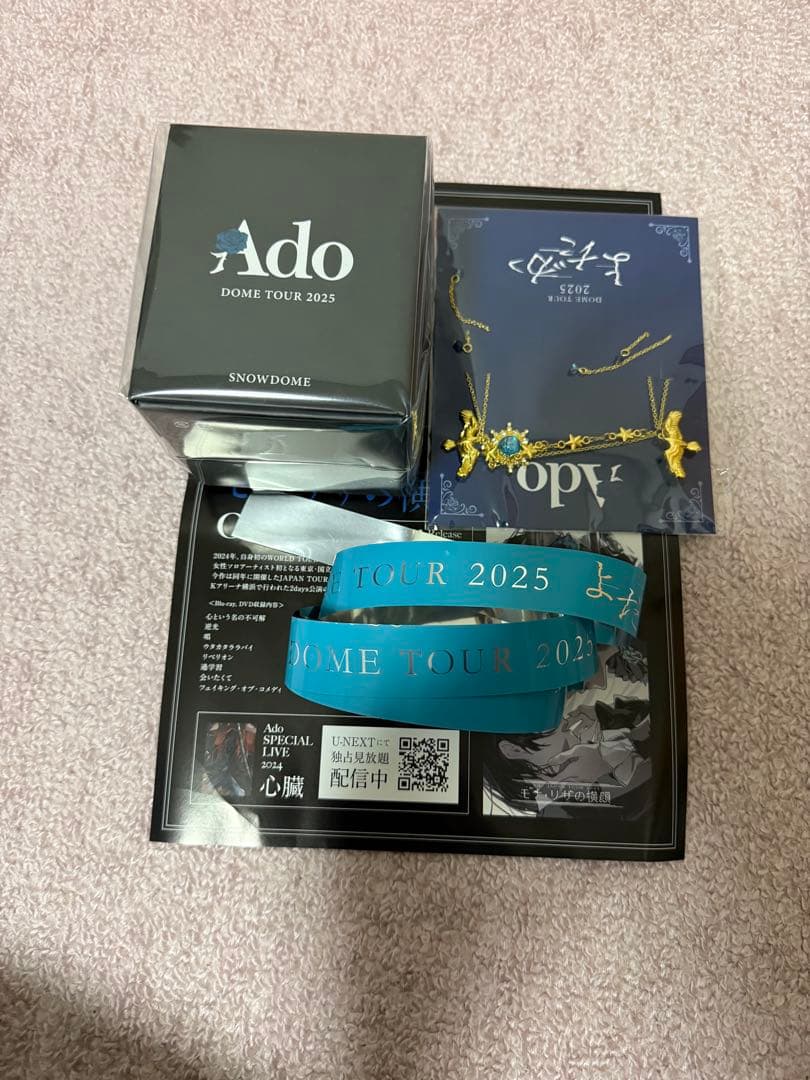 Ado
DOME TOUR 2025
SNOWDOME
よだか
DOME TOUR
2025
Ado
Release
2024年、自身初のWORLD TOU
女性ソロアーティスト初となる東京・国立
今作は同年に開催したJAPAN TOUR
Kアリーナ横浜で行われた2days公演の
<Blu-ray, DVD収録内容>
心という名の不可解
逆光
唱
ウタカタララバイ
リベリオン
過学習
会いたくて
フェイキング・オブ・コメディ
TOUR 2025 よだ
DOME TOUR 2025
Ado
SPECIAL
LIVE
2024
心臓
U-NEXTにて
独占見放題
配信中
モナ・リザの横顔